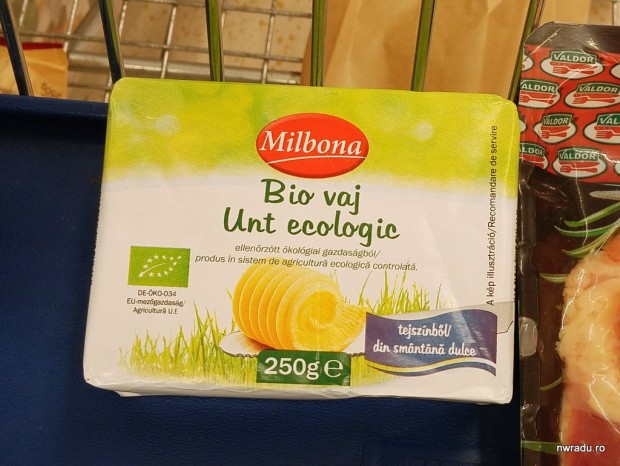 Milbona
Bio vaj
Unt ecologic
ellenőrzött ökológiai gazdaságból/
produs în sistem de agricultură ecologică controlată.
DE-ÖKO-034
EU-mezőgazdaság/
Agricultură U.E.
tejszínből/
din smântână dulce
250g e
A kép illusztráció/Recomandare de servire
VALDOR
VALDOR
VALDOR
VALDOR
VALDOR
VALDOR
VALDOR
nwradu.ro